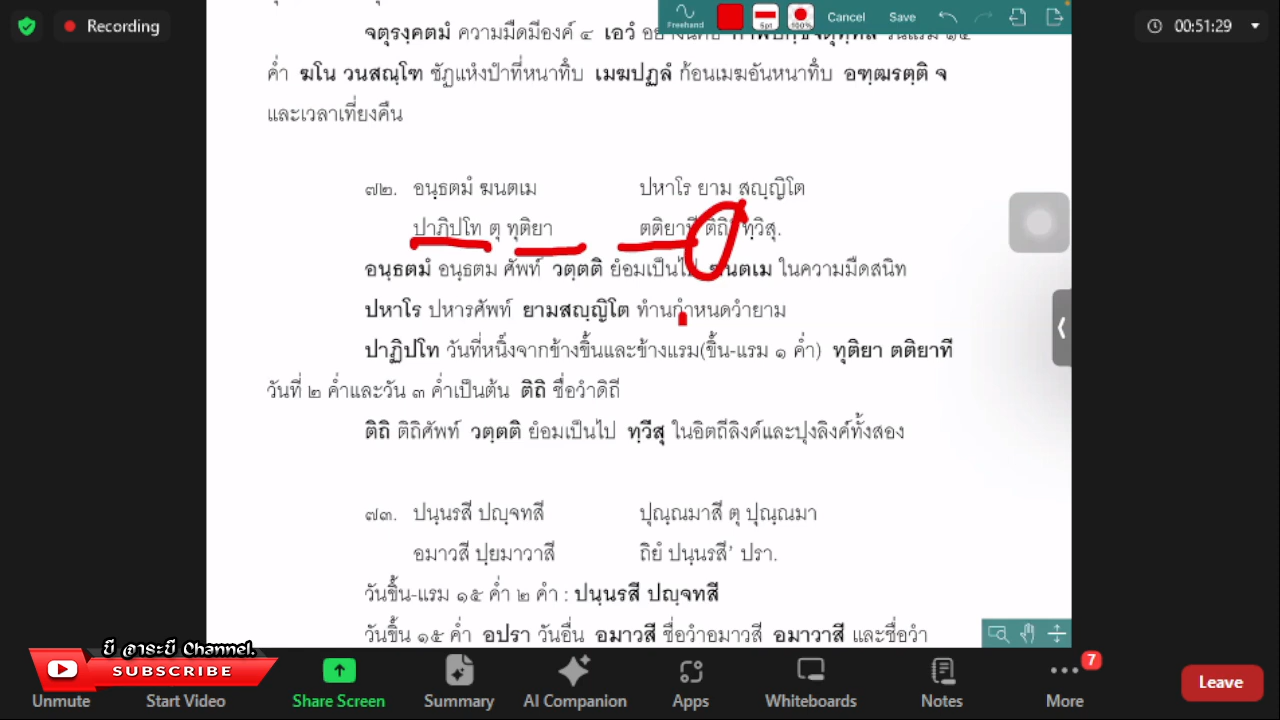 Recording
Freehand
5pt
100%
Cancel
Save
00:51:29
จตุรงฺคตมํ ความมืดมีองค์ ๔ เอวํ
ค่ำ ฆโน วนสณฺโฑ ชัฏแห่งป่าที่หนาทึบ เมฆปฏลํ ก้อนเมฆอันหนาทึบ อฑฺฒรตฺติ จ
และเวลาเที่ยงคืน
๗๒. อนฺธตมํ ฆนตเม ปหาโร ยาม สญฺญิโต
ปาฏิปโท ตุ ทุติยา ตติยาที ติถิ ทฺวิสุ.
อนฺธตมํ อนฺธตม ศัพท์ วตฺตติ ย่อมเป็นไป ฆนตเม ในความมืดสนิท
ปหาโร ปหารศัพท์ ยามสญฺญิโต ท่านกำหนดว่ายาม
ปาฏิปโท วันที่หนึ่งจากข้างขึ้นและข้างแรม(ขึ้น-แรม ๑ ค่ำ) ทุติยา ตติยาที
วันที่ ๒ ค่ำและวัน ๓ ค่ำเป็นต้น ติถิ ชื่อว่าดิถี
ติถิ ติถิศัพท์ วตฺตติ ย่อมเป็นไป ทฺวีสุ ในอิตถีลิงค์และปุงลิงค์ทั้งสอง
๗๓. ปนฺนรสี ปญฺจทสี ปุณฺณมาสี ตุ ปุณฺณมา
อมาวสี ปฺยมาวาสี ถิยํ ปนฺนรสี’ ปรา.
วันขึ้น-แรม ๑๕ ค่ำ ๒ คำ : ปนฺนรสี ปญฺจทสี
วันขึ้น ๑๕ ค่ำ อปรา วันอื่น อมาวสี ชื่อว่าอมาวสี อมาวาสี และชื่อว่า
บี อาระบี Channel.
SUBSCRIBE
Unmute
Start Video
Share Screen
Summary
AI Companion
Apps
Whiteboards
Notes
7
More
Leave